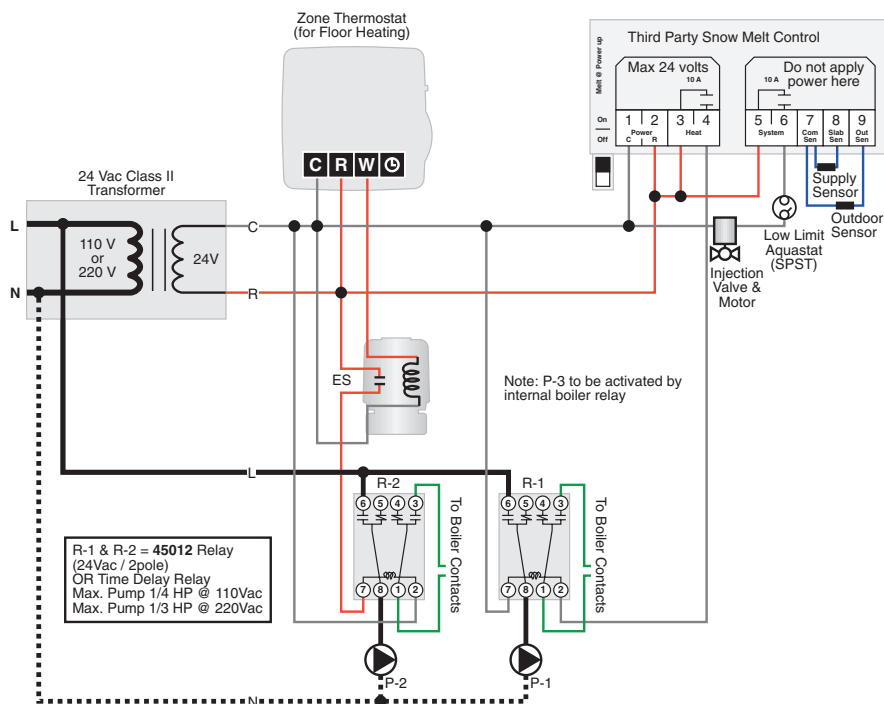 Zone Thermostat
(for Floor Heating)
C R W
Melt @ Power up
On
Off
Third Party Snow Melt Control
Max 24 volts
10 A
Do not apply
power here
10 A
1 2 3 4
Power
C R
Heat
5 6 7 8 9
System
Com
Sen
Slab
Sen
Out
Sen
Supply
Sensor
Outdoor
Sensor
Low Limit
Aquastat
(SPST)
Injection
Valve &
Motor
24 Vac Class II
Transformer
L
N
110 V
or
220 V
24V
C
R
ES
Note: P-3 to be activated by
internal boiler relay
L
R-2
6 5 4 3
7 8 1 2
To Boiler Contacts
R-1
6 5 4 3
7 8 1 2
To Boiler Contacts
R-1 & R-2 = 45012 Relay
(24Vac / 2pole)
OR Time Delay Relay
Max. Pump 1/4 HP @ 110Vac
Max. Pump 1/3 HP @ 220Vac
P-2
P-1
N